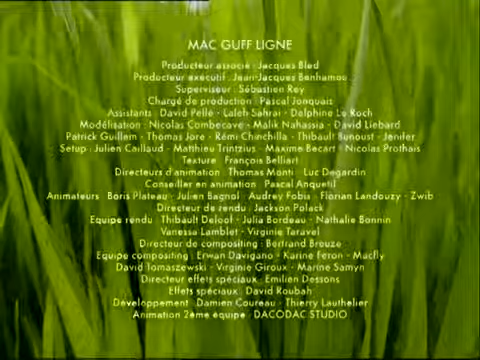 MAC GUFF LIGNE
Producteur associé : Jacques Bled
Producteur exécutif : Jean-Jacques Benhamou
Superviseur : Sébastien Rey
Chargé de production : Pascal Jonquais
Assistants : David Pelle - Laleh Sahrai - Delphine Le Roch
Modélisation : Nicolas Combecave - Malik Nahassia - David Liebard
Patrick Guillem - Thomas Jore - Rémi Chinchilla - Thibault Bunoust - Jenifer
Setup : Julien Caillaud - Matthieu Trintzius - Maxime Becart - Nicolas Prothais
Texture : François Belliart
Directeurs d'animation : Thomas Monti - Luc Degardin
Conseiller en animation : Pascal Anquetil
Animateurs : Boris Plateau - Julien Bagnol - Audrey Fobis - Florian Landouzy - Zwib
Directeur de rendu : Jackson Polack
Equipe rendu : Thibault Deloof - Julia Bordeau - Nathalie Bonnin
Vanessa Lamblet - Virginie Taravel
Directeur de compositing : Bertrand Breuze
Equipe compositing : Erwan Davigano - Karine Feron - Macfly
David Tomaszewski - Virginie Giroux - Marine Samyn
Directeur effets spéciaux : Emilien Dessons
Effets spéciaux : David Roubah
Développement : Damien Coureau - Thierry Lauthelier
Animation 2ème équipe : DACODAC STUDIO